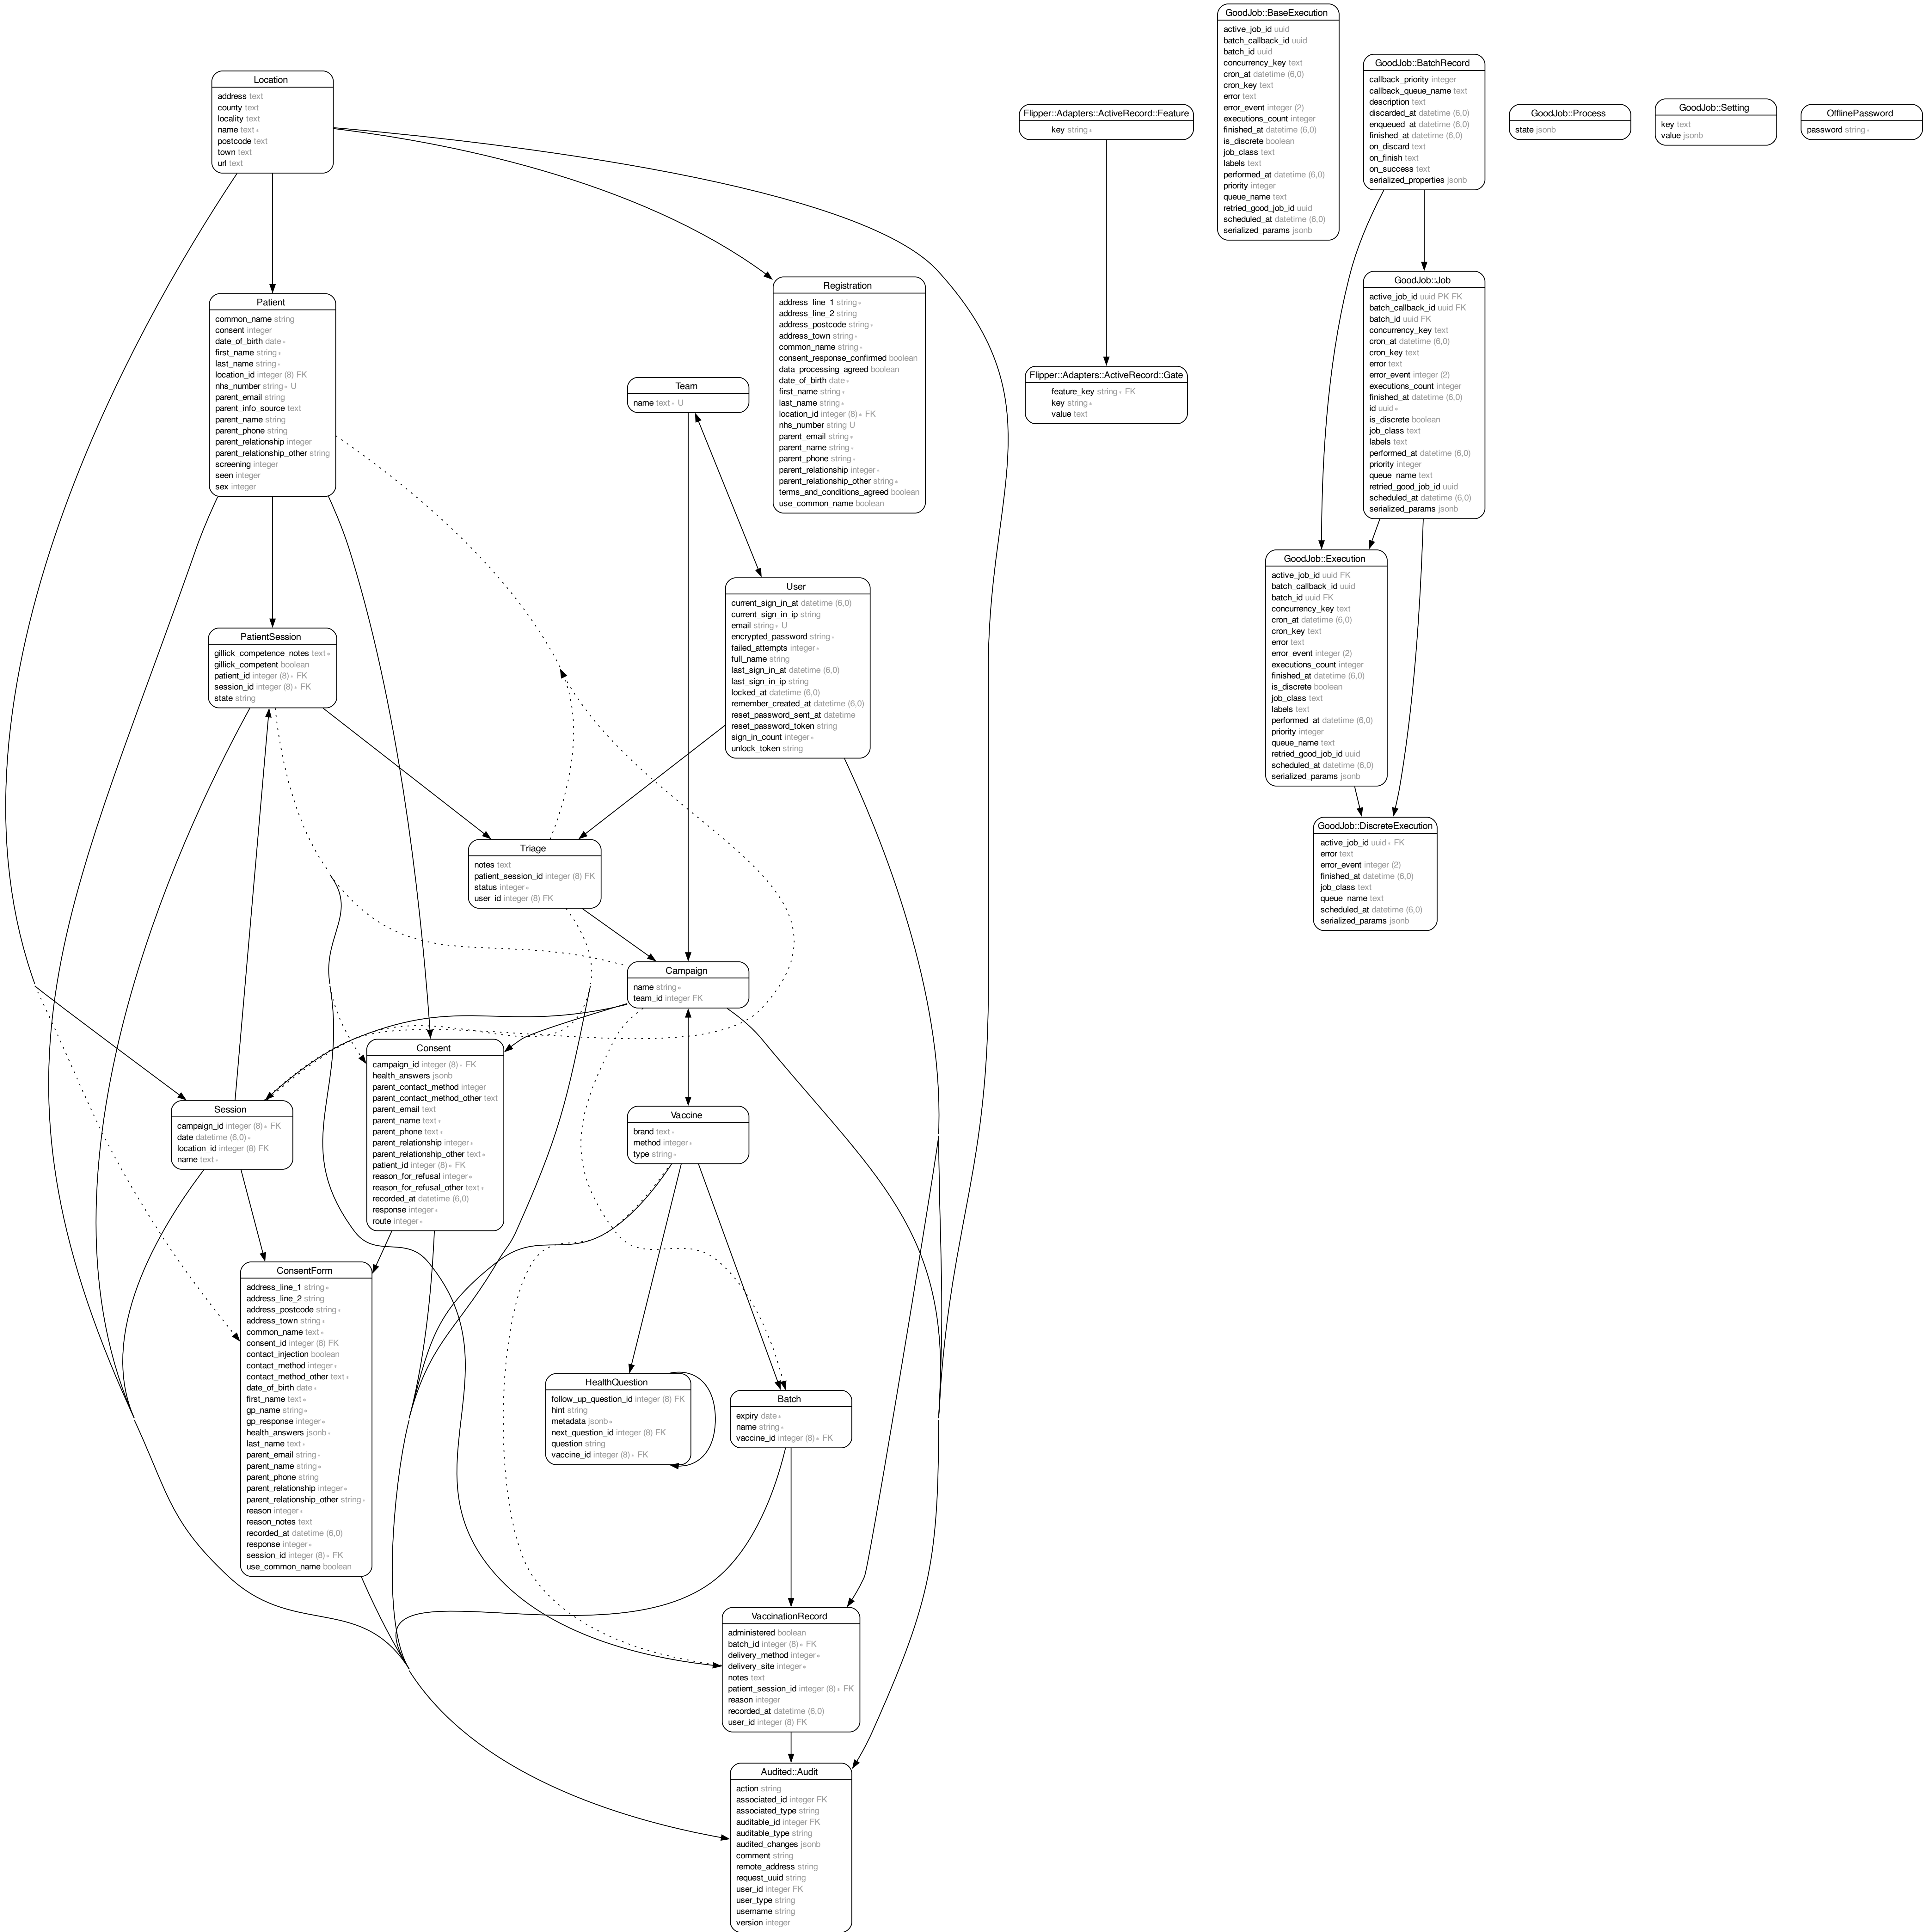 Location
address text
county text
locality text
name text ∗
postcode text
town text
url text
Patient
common_name string
consent integer
date_of_birth date ∗
first_name string ∗
last_name string ∗
location_id integer (8) FK
nhs_number string ∗ U
parent_email string
parent_info_source text
parent_name string
parent_phone string
parent_relationship integer
parent_relationship_other string
screening integer
seen integer
sex integer
Registration
address_line_1 string ∗
address_line_2 string
address_postcode string ∗
address_town string ∗
common_name string ∗
consent_response_confirmed boolean
data_processing_agreed boolean
date_of_birth date ∗
first_name string ∗
last_name string ∗
location_id integer (8) ∗ FK
nhs_number string U
parent_email string ∗
parent_name string ∗
parent_phone string ∗
parent_relationship integer ∗
parent_relationship_other string ∗
terms_and_conditions_agreed boolean
use_common_name boolean
Team
name text ∗ U
User
current_sign_in_at datetime (6,0)
current_sign_in_ip string
email string ∗ U
encrypted_password string ∗
failed_attempts integer ∗
full_name string
last_sign_in_at datetime (6,0)
last_sign_in_ip string
locked_at datetime (6,0)
remember_created_at datetime (6,0)
reset_password_sent_at datetime
reset_password_token string
sign_in_count integer ∗
unlock_token string
PatientSession
gillick_competence_notes text ∗
gillick_competent boolean
patient_id integer (8) ∗ FK
session_id integer (8) ∗ FK
state string
Triage
notes text
patient_session_id integer (8) FK
status integer ∗
user_id integer (8) FK
Campaign
name string ∗
team_id integer FK
Consent
campaign_id integer (8) ∗ FK
health_answers jsonb
parent_contact_method integer
parent_contact_method_other text
parent_email text
parent_name text ∗
parent_phone text ∗
parent_relationship integer ∗
parent_relationship_other text ∗
patient_id integer (8) ∗ FK
reason_for_refusal integer ∗
reason_for_refusal_other text ∗
recorded_at datetime (6,0)
response integer ∗
route integer ∗
Session
campaign_id integer (8) ∗ FK
date datetime (6,0) ∗
location_id integer (8) FK
name text ∗
Vaccine
brand text ∗
method integer ∗
type string ∗
ConsentForm
address_line_1 string ∗
address_line_2 string
address_postcode string ∗
address_town string ∗
common_name text ∗
consent_id integer (8) FK
contact_injection boolean
contact_method integer ∗
contact_method_other text ∗
date_of_birth date ∗
first_name text ∗
gp_name string ∗
gp_response integer ∗
health_answers jsonb ∗
last_name text ∗
parent_email string ∗
parent_name string ∗
parent_phone string
parent_relationship integer ∗
parent_relationship_other string ∗
reason integer ∗
reason_notes text
recorded_at datetime (6,0)
response integer ∗
session_id integer (8) ∗ FK
use_common_name boolean
HealthQuestion
follow_up_question_id integer (8) FK
hint string
metadata jsonb ∗
next_question_id integer (8) FK
question string
vaccine_id integer (8) ∗ FK
Batch
expiry date ∗
name string ∗
vaccine_id integer (8) ∗ FK
VaccinationRecord
administered boolean
batch_id integer (8) ∗ FK
delivery_method integer ∗
delivery_site integer ∗
notes text
patient_session_id integer (8) ∗ FK
reason integer
recorded_at datetime (6,0)
user_id integer (8) FK
Audited::Audit
action string
associated_id integer FK
associated_type string
auditable_id integer FK
auditable_type string
audited_changes jsonb
comment string
remote_address string
request_uuid string
user_id integer FK
user_type string
username string
version integer
Flipper::Adapters::ActiveRecord::Feature
key string ∗
Flipper::Adapters::ActiveRecord::Gate
feature_key string ∗ FK
key string ∗
value text
GoodJob::BaseExecution
active_job_id uuid
batch_callback_id uuid
batch_id uuid
concurrency_key text
cron_at datetime (6,0)
cron_key text
error text
error_event integer (2)
executions_count integer
finished_at datetime (6,0)
is_discrete boolean
job_class text
labels text
performed_at datetime (6,0)
priority integer
queue_name text
retried_good_job_id uuid
scheduled_at datetime (6,0)
serialized_params jsonb
GoodJob::BatchRecord
callback_priority integer
callback_queue_name text
description text
discarded_at datetime (6,0)
enqueued_at datetime (6,0)
finished_at datetime (6,0)
on_discard text
on_finish text
on_success text
serialized_properties jsonb
GoodJob::Process
state jsonb
GoodJob::Setting
key text
value jsonb
OfflinePassword
password string ∗
GoodJob::Job
active_job_id uuid PK FK
batch_callback_id uuid FK
batch_id uuid FK
concurrency_key text
cron_at datetime (6,0)
cron_key text
error text
error_event integer (2)
executions_count integer
finished_at datetime (6,0)
id uuid ∗
is_discrete boolean
job_class text
labels text
performed_at datetime (6,0)
priority integer
queue_name text
retried_good_job_id uuid
scheduled_at datetime (6,0)
serialized_params jsonb
GoodJob::Execution
active_job_id uuid FK
batch_callback_id uuid
batch_id uuid FK
concurrency_key text
cron_at datetime (6,0)
cron_key text
error text
error_event integer (2)
executions_count integer
finished_at datetime (6,0)
is_discrete boolean
job_class text
labels text
performed_at datetime (6,0)
priority integer
queue_name text
retried_good_job_id uuid
scheduled_at datetime (6,0)
serialized_params jsonb
GoodJob::DiscreteExecution
active_job_id uuid ∗ FK
error text
error_event integer (2)
finished_at datetime (6,0)
job_class text
queue_name text
scheduled_at datetime (6,0)
serialized_params jsonb